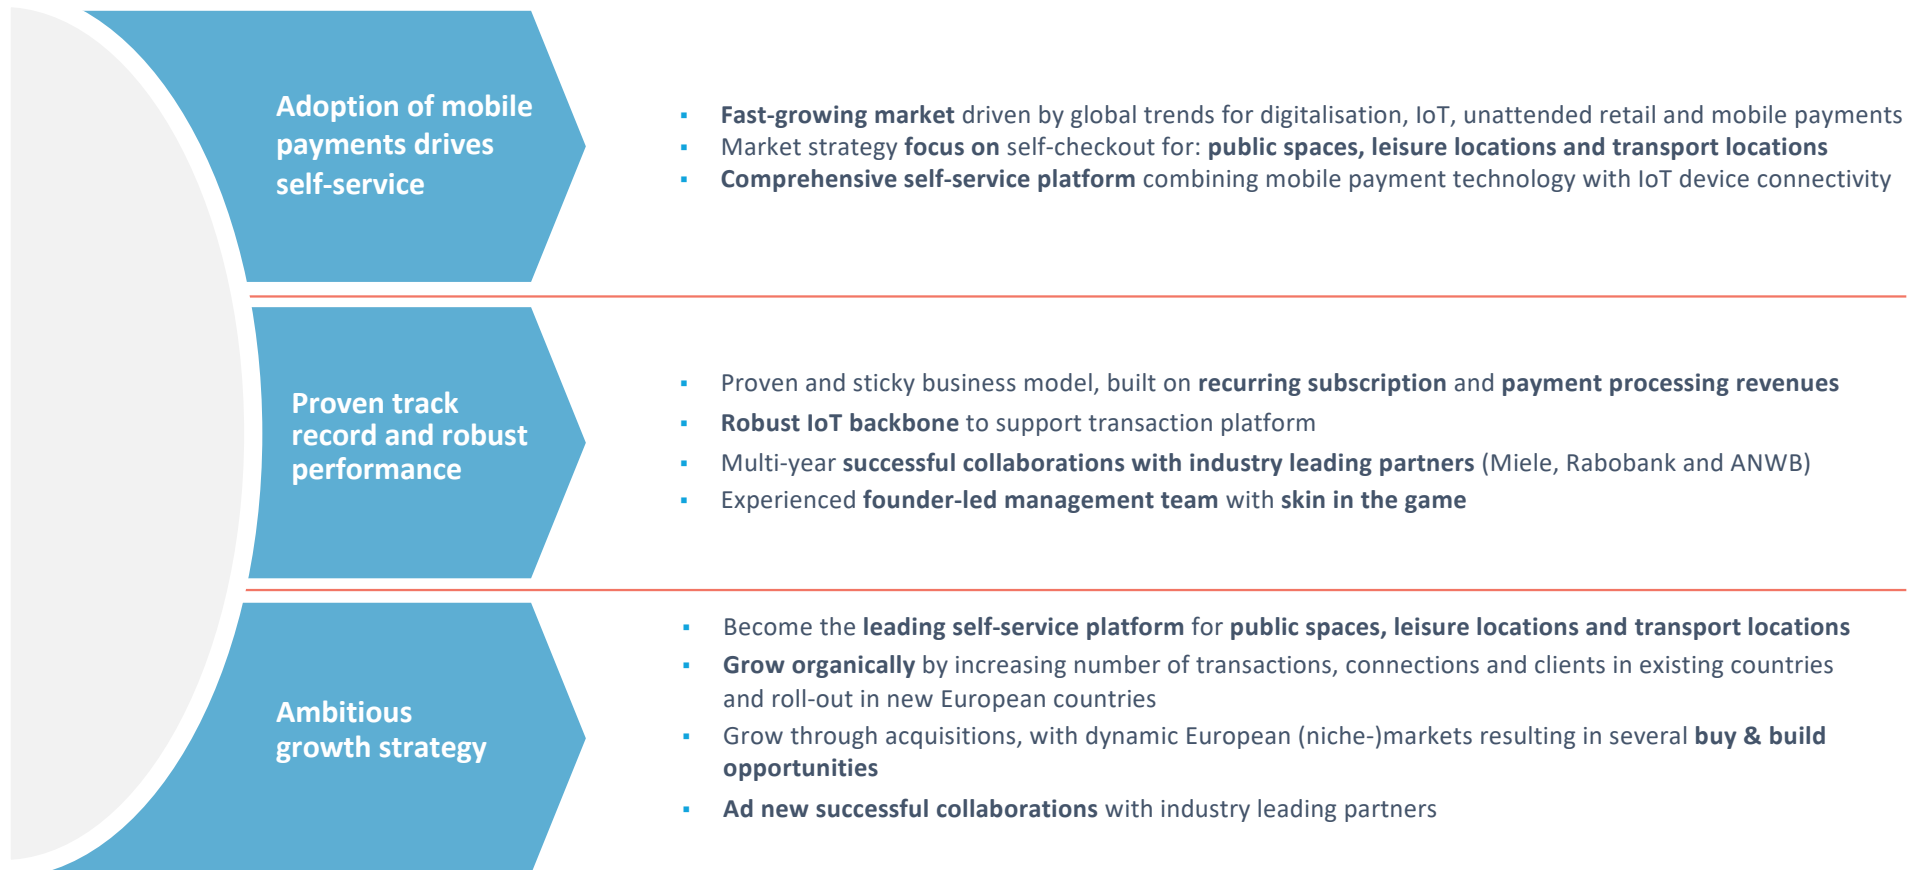 Adoption of mobile
payments drives
self-service
▪ Fast-growing market driven by global trends for digitalisation, IoT, unattended retail and mobile payments
▪ Market strategy focus on self-checkout for: public spaces, leisure locations and transport locations
▪ Comprehensive self-service platform combining mobile payment technology with IoT device connectivity
Proven track
record and robust
performance
▪ Proven and sticky business model, built on recurring subscription and payment processing revenues
▪ Robust IoT backbone to support transaction platform
▪ Multi-year successful collaborations with industry leading partners (Miele, Rabobank and ANWB)
▪ Experienced founder-led management team with skin in the game
Ambitious
growth strategy
▪ Become the leading self-service platform for public spaces, leisure locations and transport locations
▪ Grow organically by increasing number of transactions, connections and clients in existing countries
and roll-out in new European countries
▪ Grow through acquisitions, with dynamic European (niche-)markets resulting in several buy & build
opportunities
▪ Ad new successful collaborations with industry leading partners